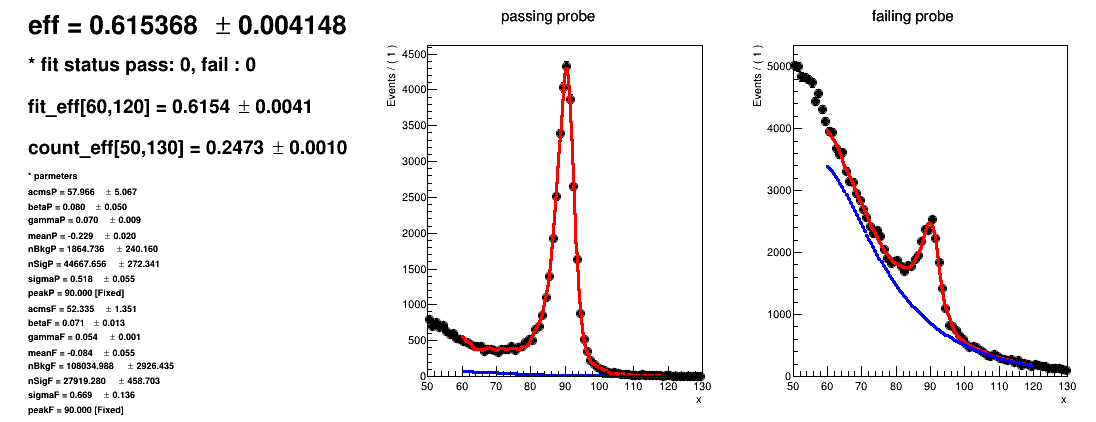 eff = 0.615368 ± 0.004148
* fit status pass: 0, fail : 0
fit_eff[60,120] = 0.6154 ± 0.0041
count_eff[50,130] = 0.2473 ± 0.0010
* parmeters
acmsP = 57.966 ± 5.067
betaP = 0.080 ± 0.050
gammaP = 0.070 ± 0.009
meanP = -0.229 ± 0.020
nBkgP = 1864.736 ± 240.160
nSigP = 44667.656 ± 272.341
sigmaP = 0.518 ± 0.055
peakP = 90.000 [Fixed]
acmsF = 52.335 ± 1.351
betaF = 0.071 ± 0.013
gammaF = 0.054 ± 0.001
meanF = -0.084 ± 0.055
nBkgF = 108034.988 ± 2926.435
nSigF = 27919.280 ± 458.703
sigmaF = 0.669 ± 0.136
peakF = 90.000 [Fixed]
passing probe
Events / ( 1 )
4500
4000
3500
3000
2500
2000
1500
1000
500
0
50 60 70 80 90 100 110 120 130
x
failing probe
Events / ( 1 )
5000
4000
3000
2000
1000
0
50 60 70 80 90 100 110 120 130
x